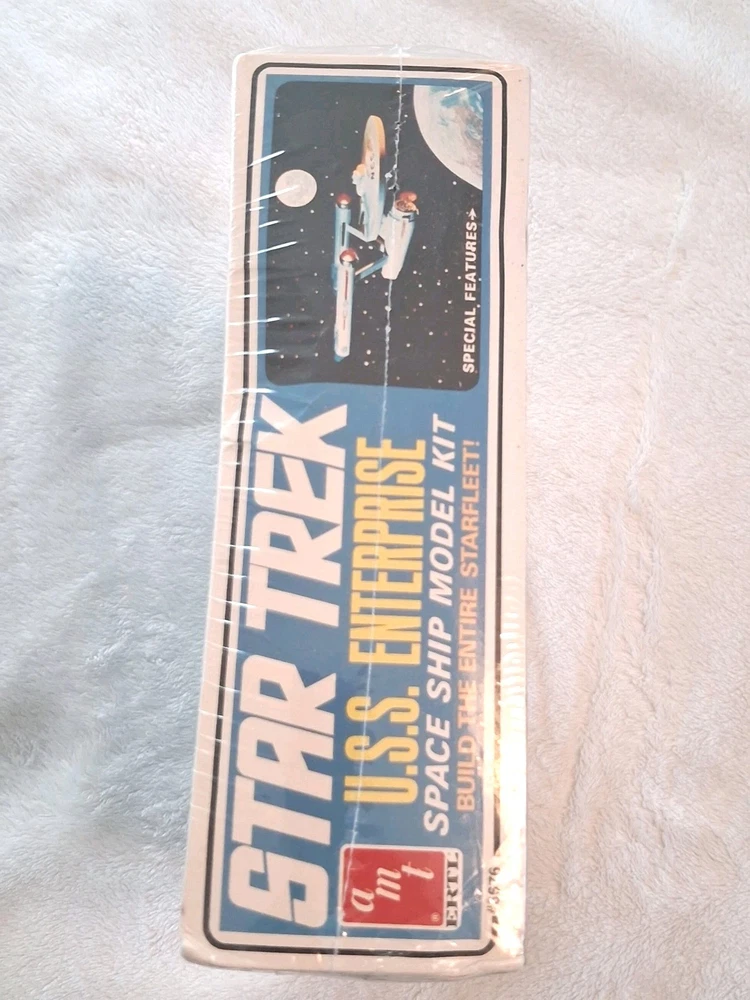 STAR TREK
U.S.S. ENTERPRISE
SPACE SHIP MODEL KIT
BUILD THE ENTIRE STARFLEET!
SPECIAL FEATURES→
amt
®
ERTL